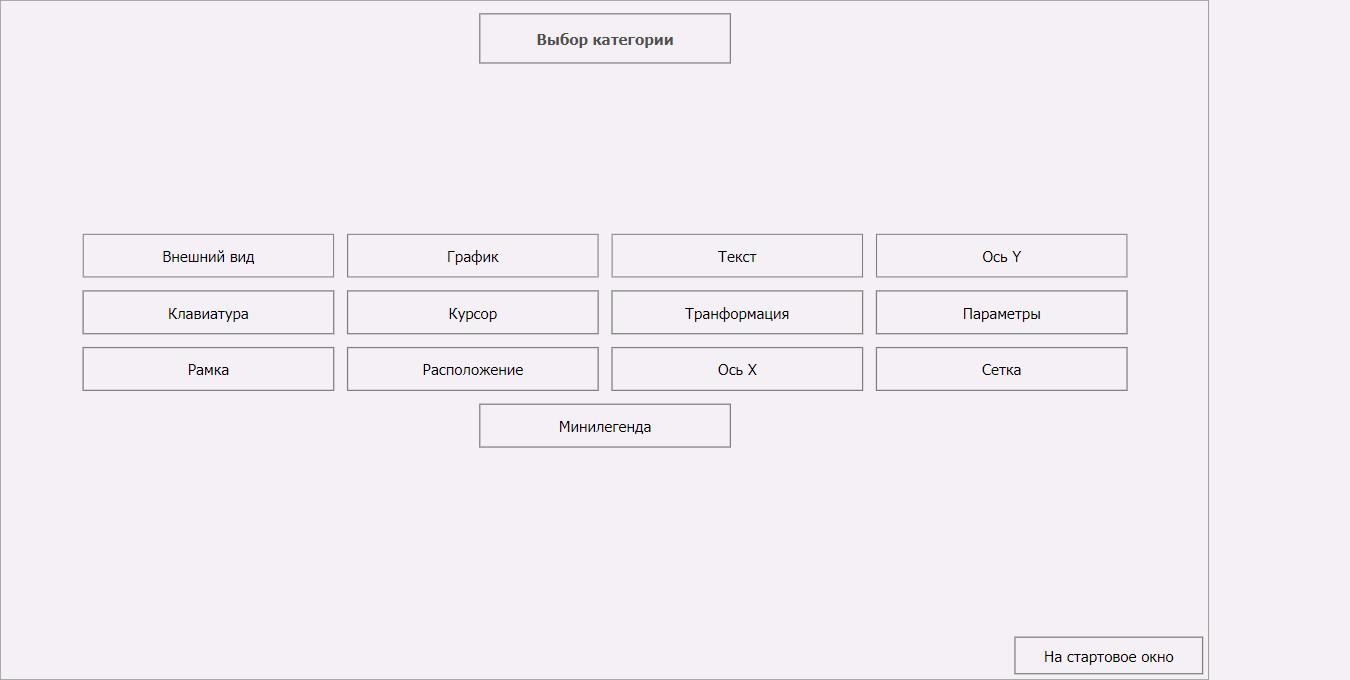 Выбор категории
Внешний вид
График
Текст
Ось Y
Клавиатура
Курсор
Транформация
Параметры
Рамка
Расположение
Ось X
Сетка
Минилегенда
На стартовое окно